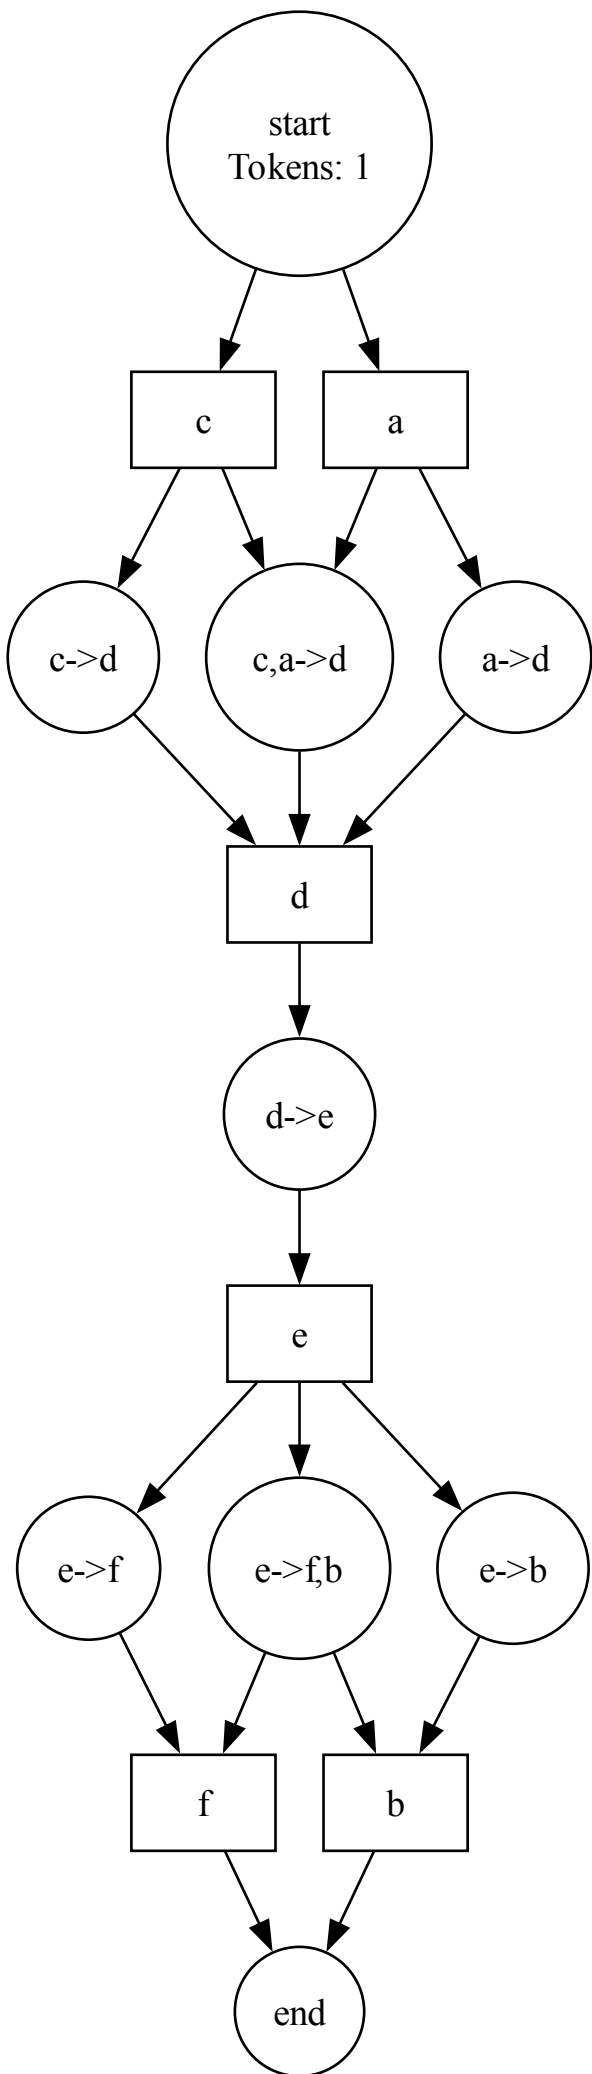 start
Tokens: 1
c
a
c->d
c,a->d
a->d
d
d->e
e
e->f
e->f,b
e->b
f
b
end